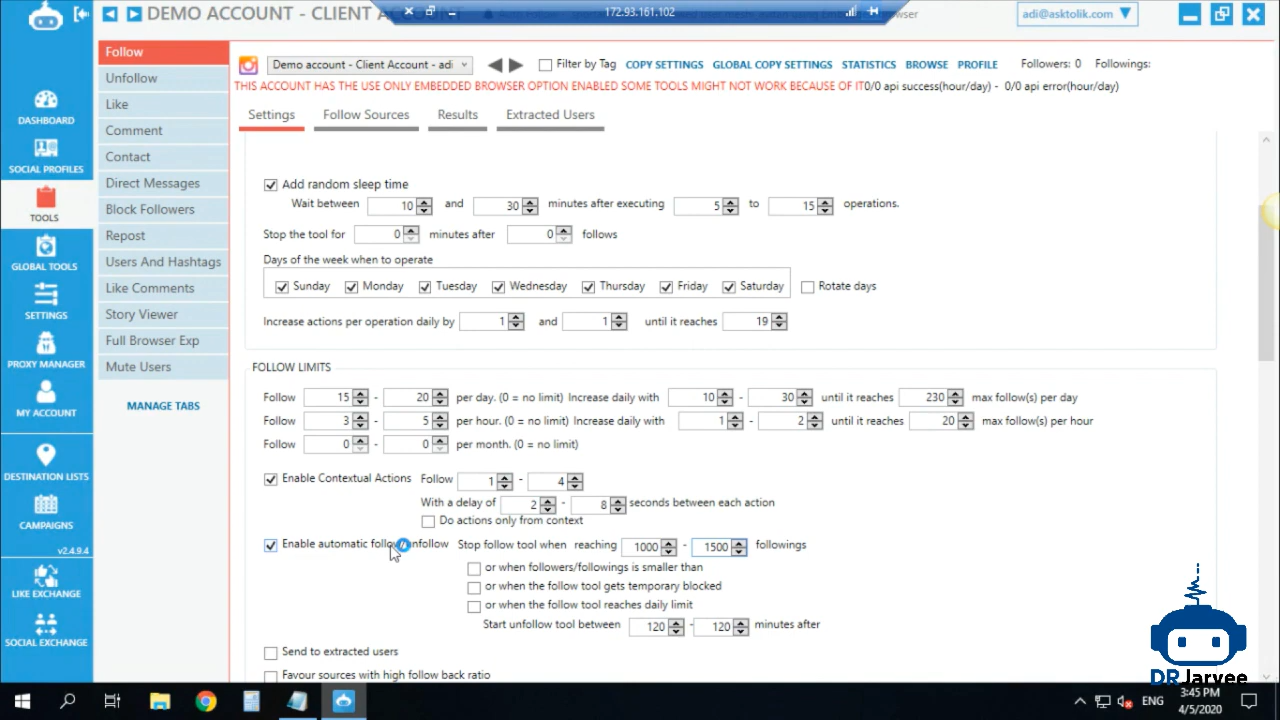 DEMO ACCOUNT - CLIENT
172.93.161.102
adi@asktolik.com
Follow
Demo account - Client Account - adi
Filter by Tag
COPY SETTINGS
GLOBAL COPY SETTINGS
STATISTICS
BROWSE
PROFILE
Followers: 0
Followings:
THIS ACCOUNT HAS THE USE ONLY EMBEDDED BROWSER OPTION ENABLED SOME TOOLS MIGHT NOT WORK BECAUSE OF IT0/0 api success(hour/day) - 0/0 api error(hour/day)
Settings
Follow Sources
Results
Extracted Users
DASHBOARD
SOCIAL PROFILES
TOOLS
GLOBAL TOOLS
SETTINGS
PROXY MANAGER
MY ACCOUNT
DESTINATION LISTS
CAMPAIGNS
v2.4.9.4
LIKE EXCHANGE
SOCIAL EXCHANGE
Unfollow
Like
Comment
Contact
Direct Messages
Block Followers
Repost
Users And Hashtags
Like Comments
Story Viewer
Full Browser Exp
Mute Users
MANAGE TABS
Add random sleep time
Wait between 10 and 30 minutes after executing 5 to 15 operations.
Stop the tool for 0 minutes after 0 follows
Days of the week when to operate
Sunday Monday Tuesday Wednesday Thursday Friday Saturday Rotate days
Increase actions per operation daily by 1 and 1 until it reaches 19
FOLLOW LIMITS
Follow 15 - 20 per day. (0 = no limit) Increase daily with 10 - 30 until it reaches 230 max follow(s) per day
Follow 3 - 5 per hour. (0 = no limit) Increase daily with 1 - 2 until it reaches 20 max follow(s) per hour
Follow 0 - 0 per month. (0 = no limit)
Enable Contextual Actions Follow 1 - 4
With a delay of 2 - 8 seconds between each action
Do actions only from context
Enable automatic follow/unfollow Stop follow tool when reaching 1000 - 1500 followings
or when followers/followings is smaller than
or when the follow tool gets temporary blocked
or when the follow tool reaches daily limit
Start unfollow tool between 120 - 120 minutes after
Send to extracted users
Favour sources with high follow back ratio
DR Jarvee
ENG
3:45 PM
4/5/2020